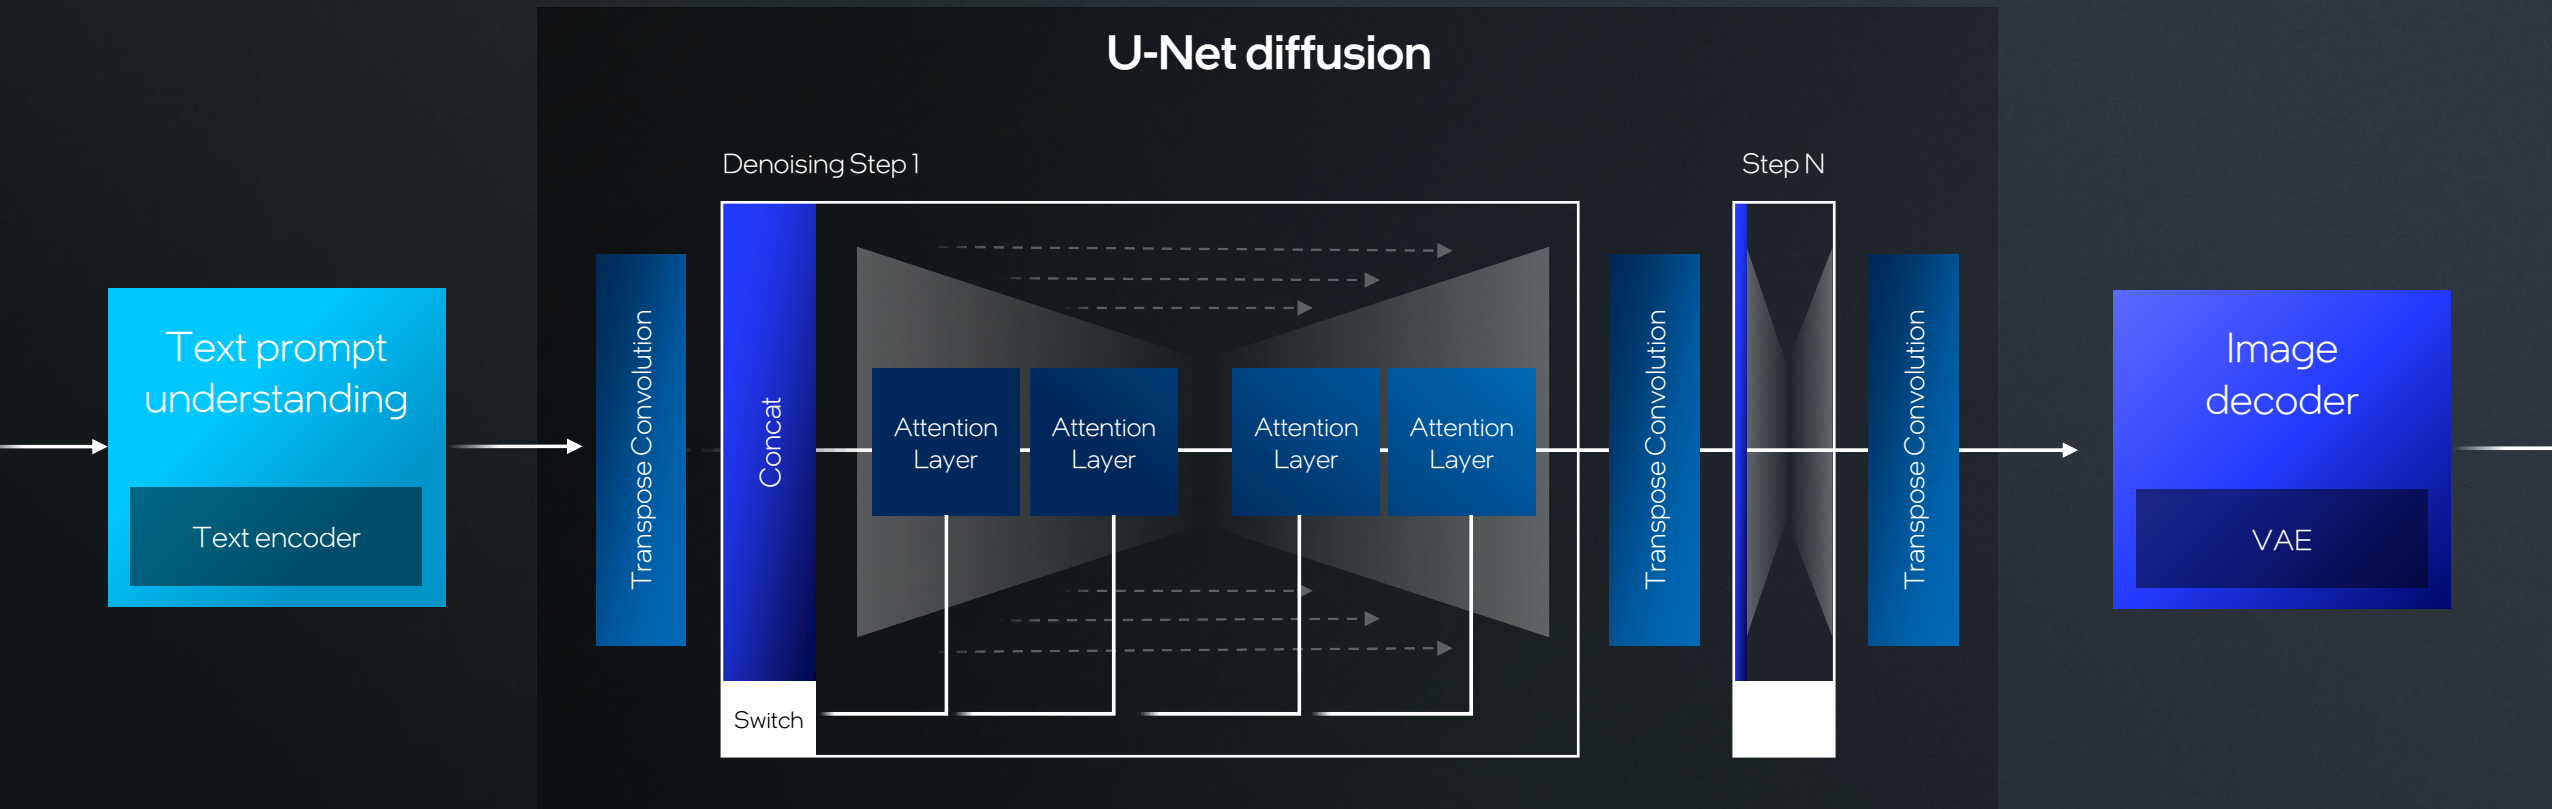 U-Net diffusion
Denoising Step 1
Step N
Text prompt
understanding
Text encoder
Transpose Convolution
Concat
Switch
Attention
Layer
Attention
Layer
Attention
Layer
Attention
Layer
Transpose Convolution
Transpose Convolution
Image
decoder
VAE